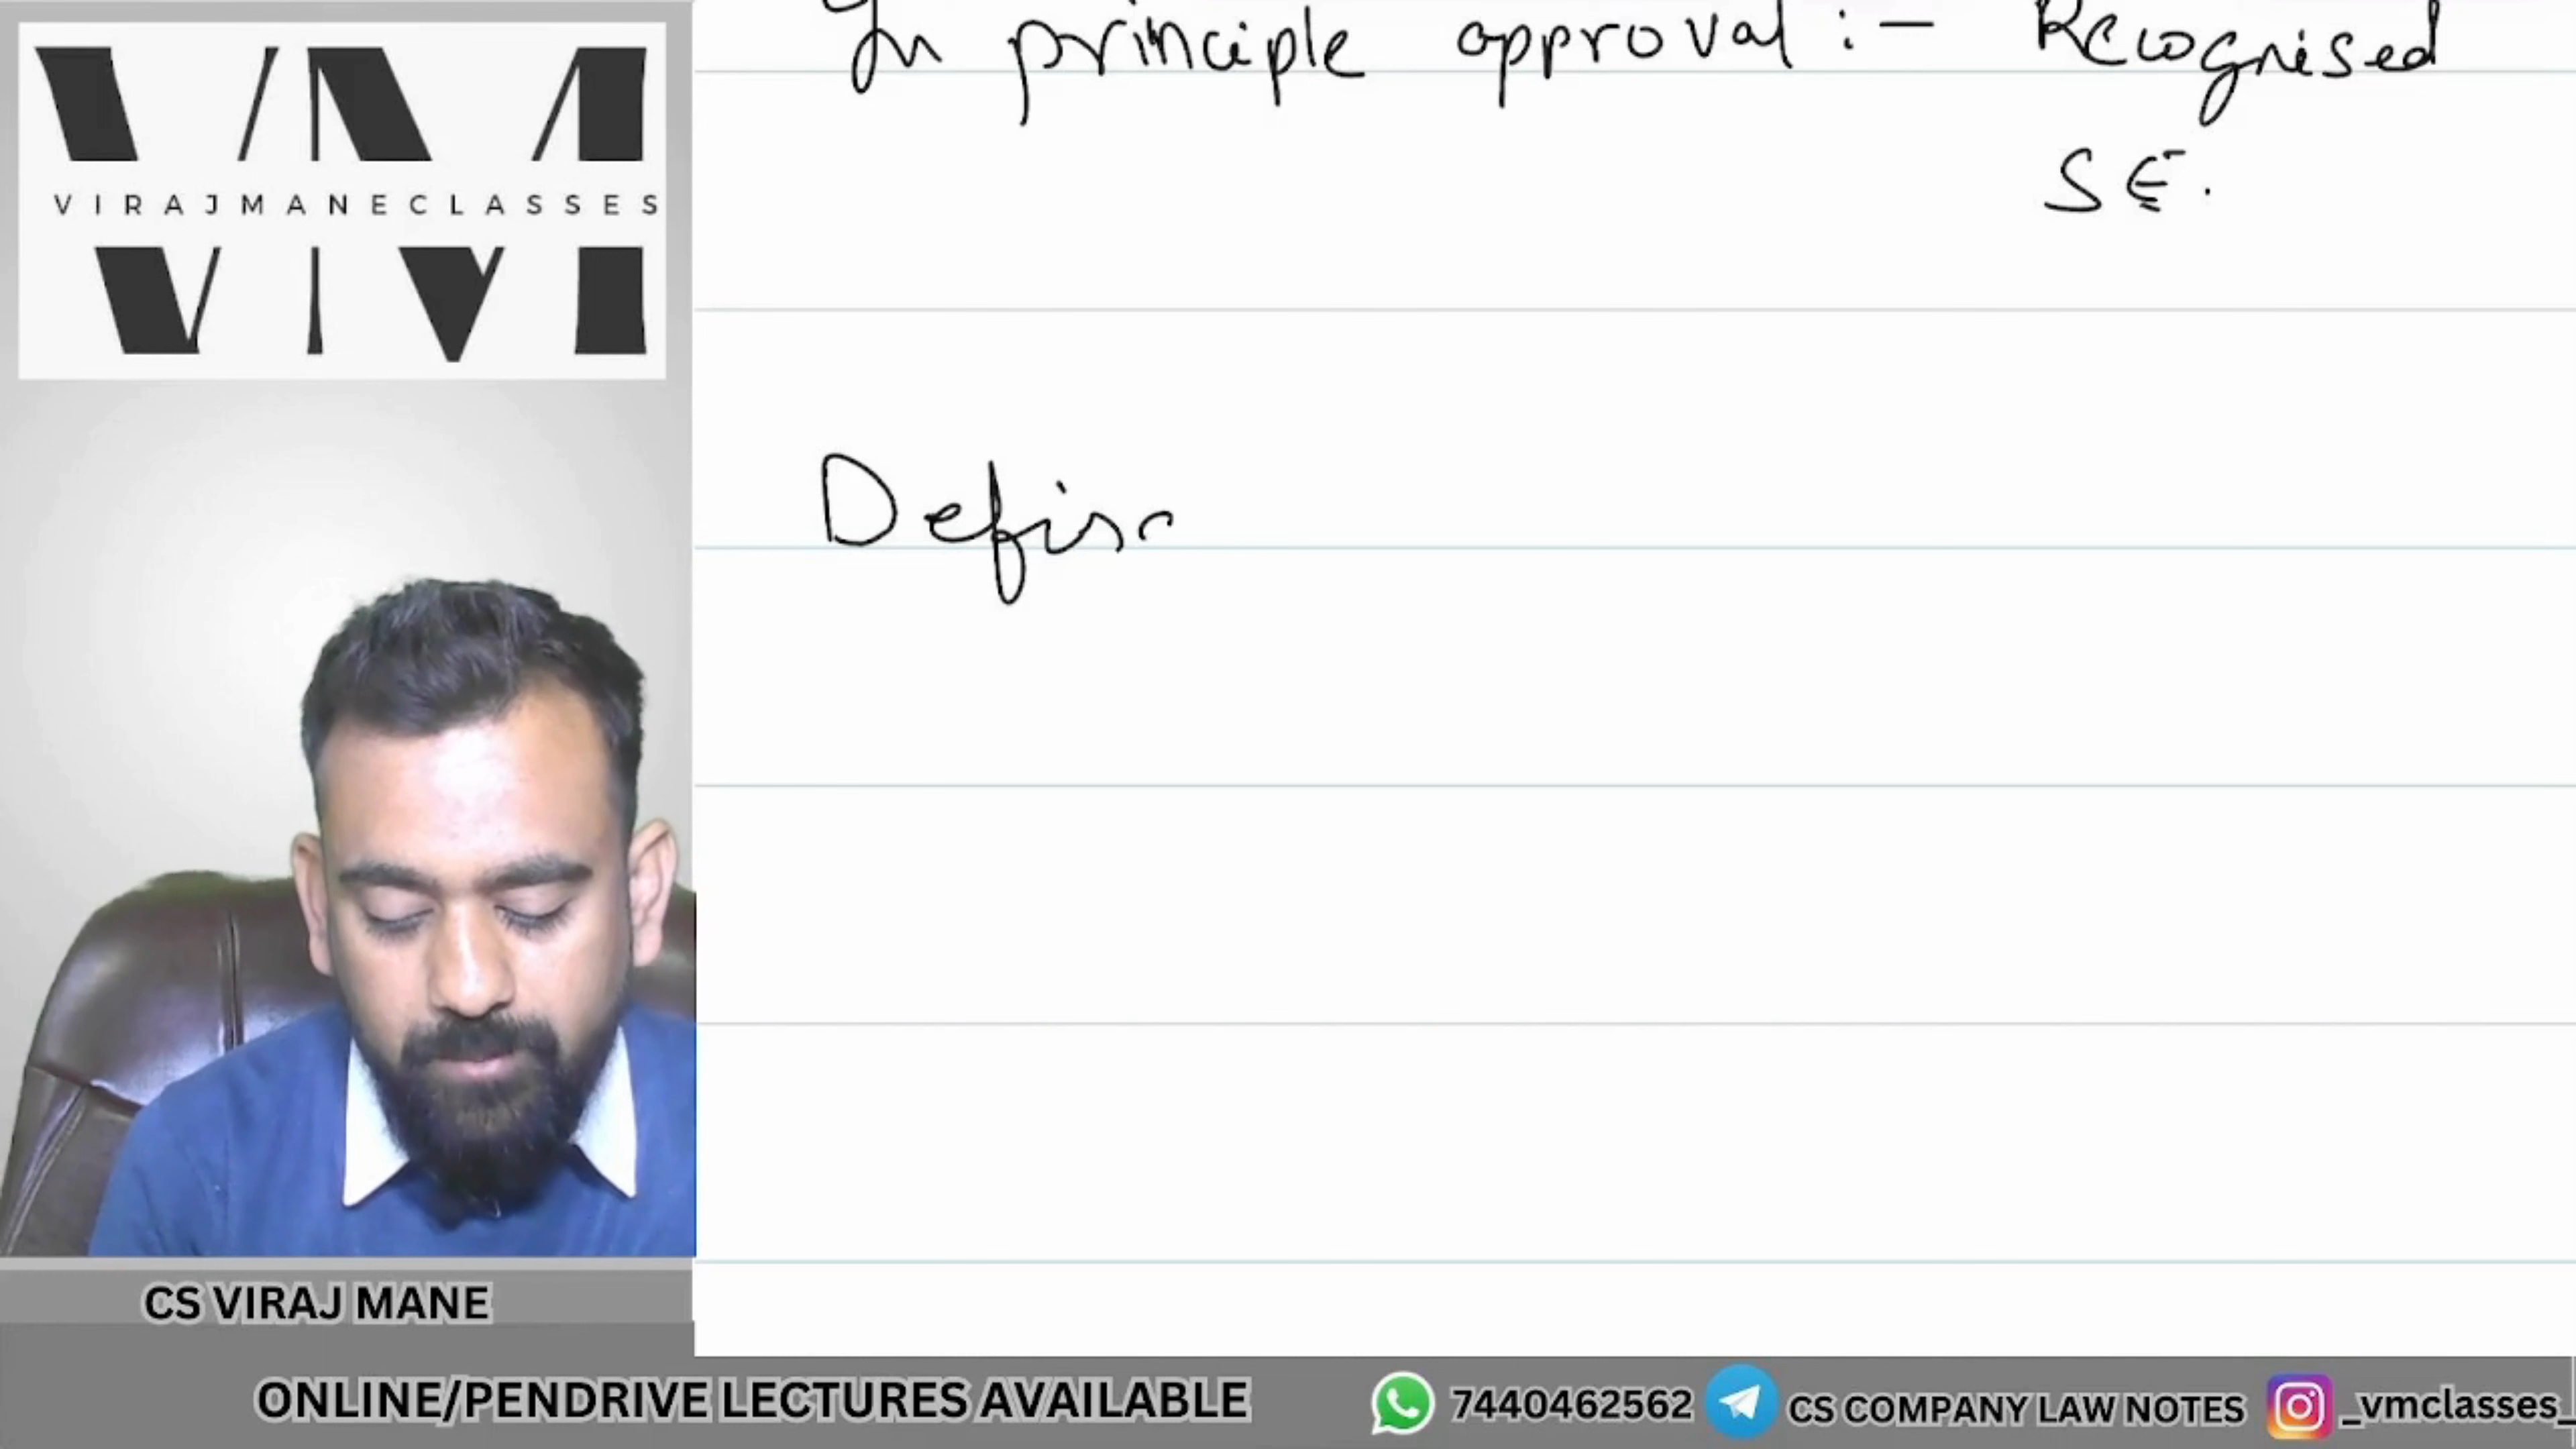 VIRAJMANECLASSES
In principle approval :- Recognised
SE.
CS VIRAJ MANE
ONLINE/PENDRIVE LECTURES AVAILABLE
7440462562
CS COMPANY LAW NOTES
_vmclasses_